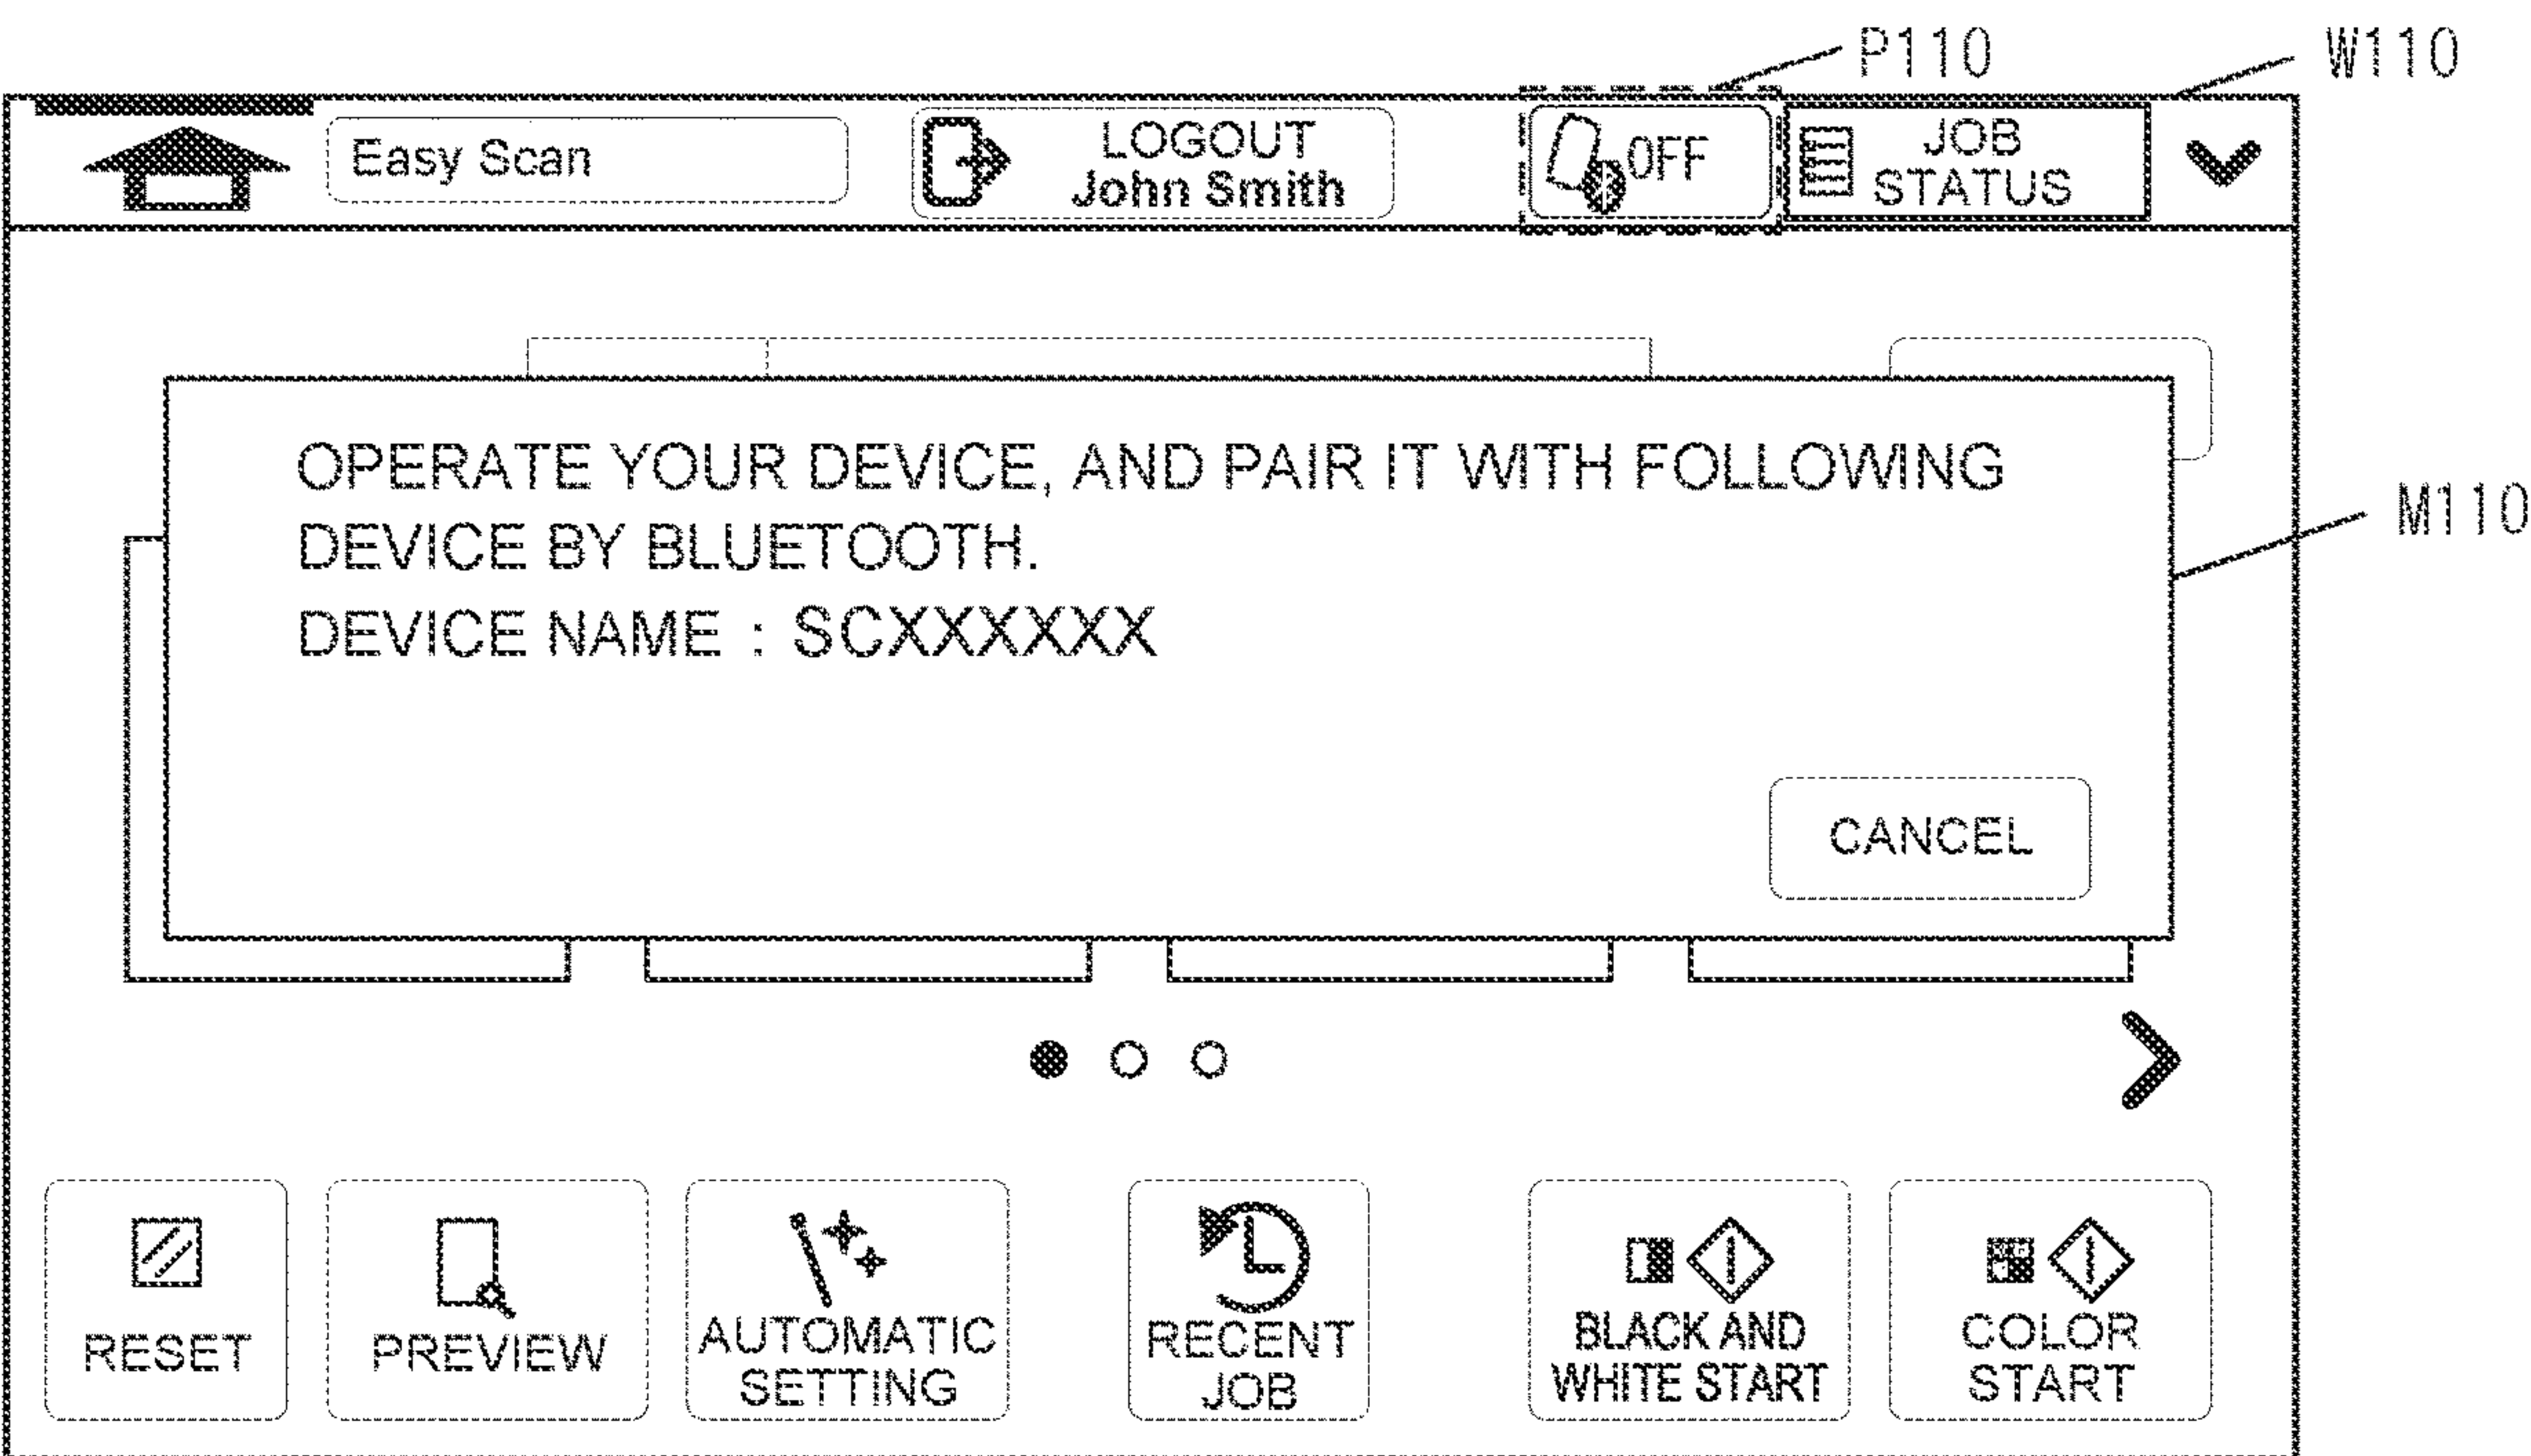 P110
W110
Easy Scan
LOGOUT
John Smith
OFF
JOB
STATUS
OPERATE YOUR DEVICE, AND PAIR IT WITH FOLLOWING
DEVICE BY BLUETOOTH.
DEVICE NAME : SCXXXXXX
M110
CANCEL
RESET
PREVIEW
AUTOMATIC
SETTING
RECENT
JOB
BLACK AND
WHITE START
COLOR
START